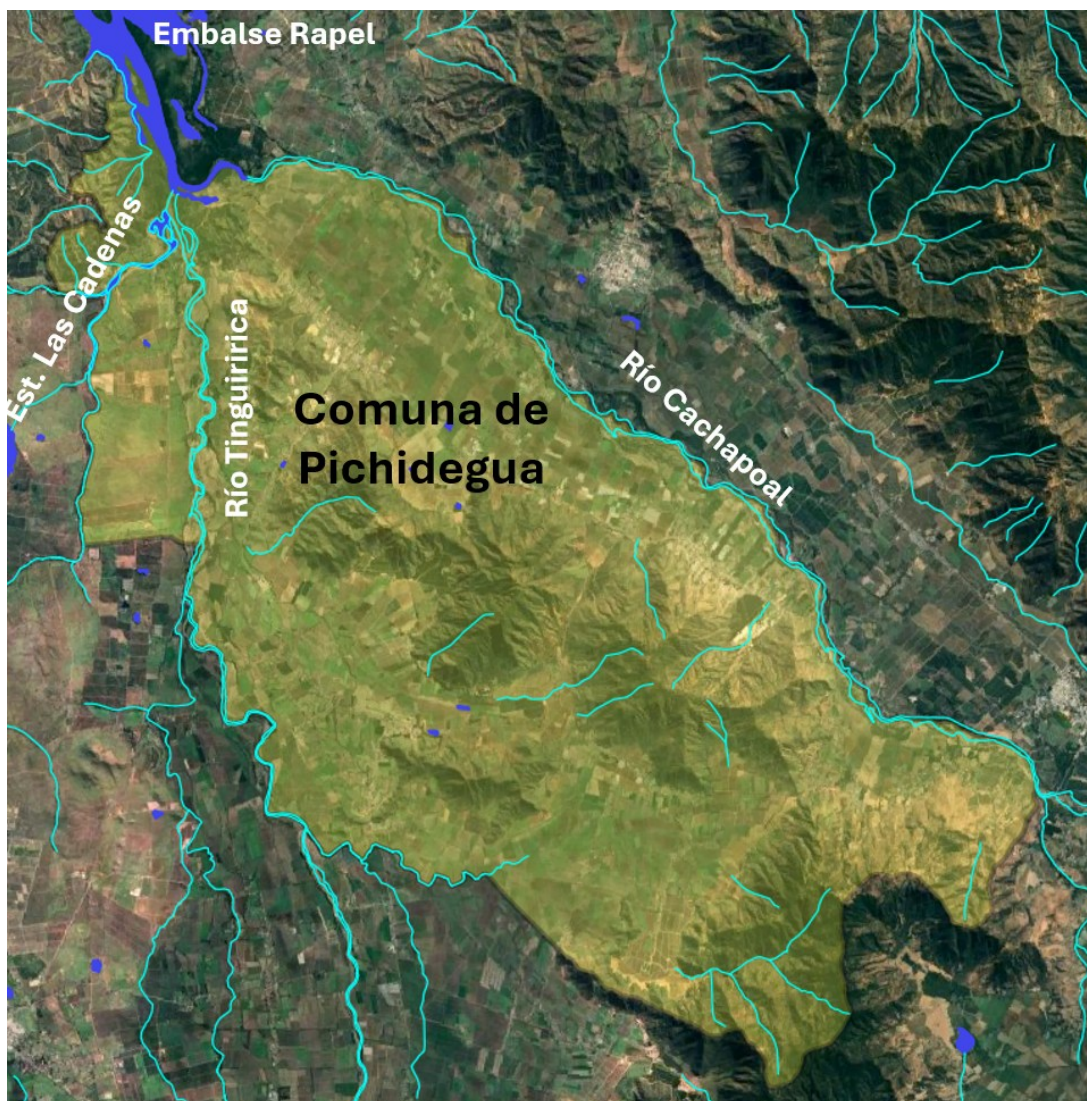 Embalse Rapel
Est. Las Cadenas
Río Tinguiririca
Comuna de
Pichidegua
Río Cachapoal